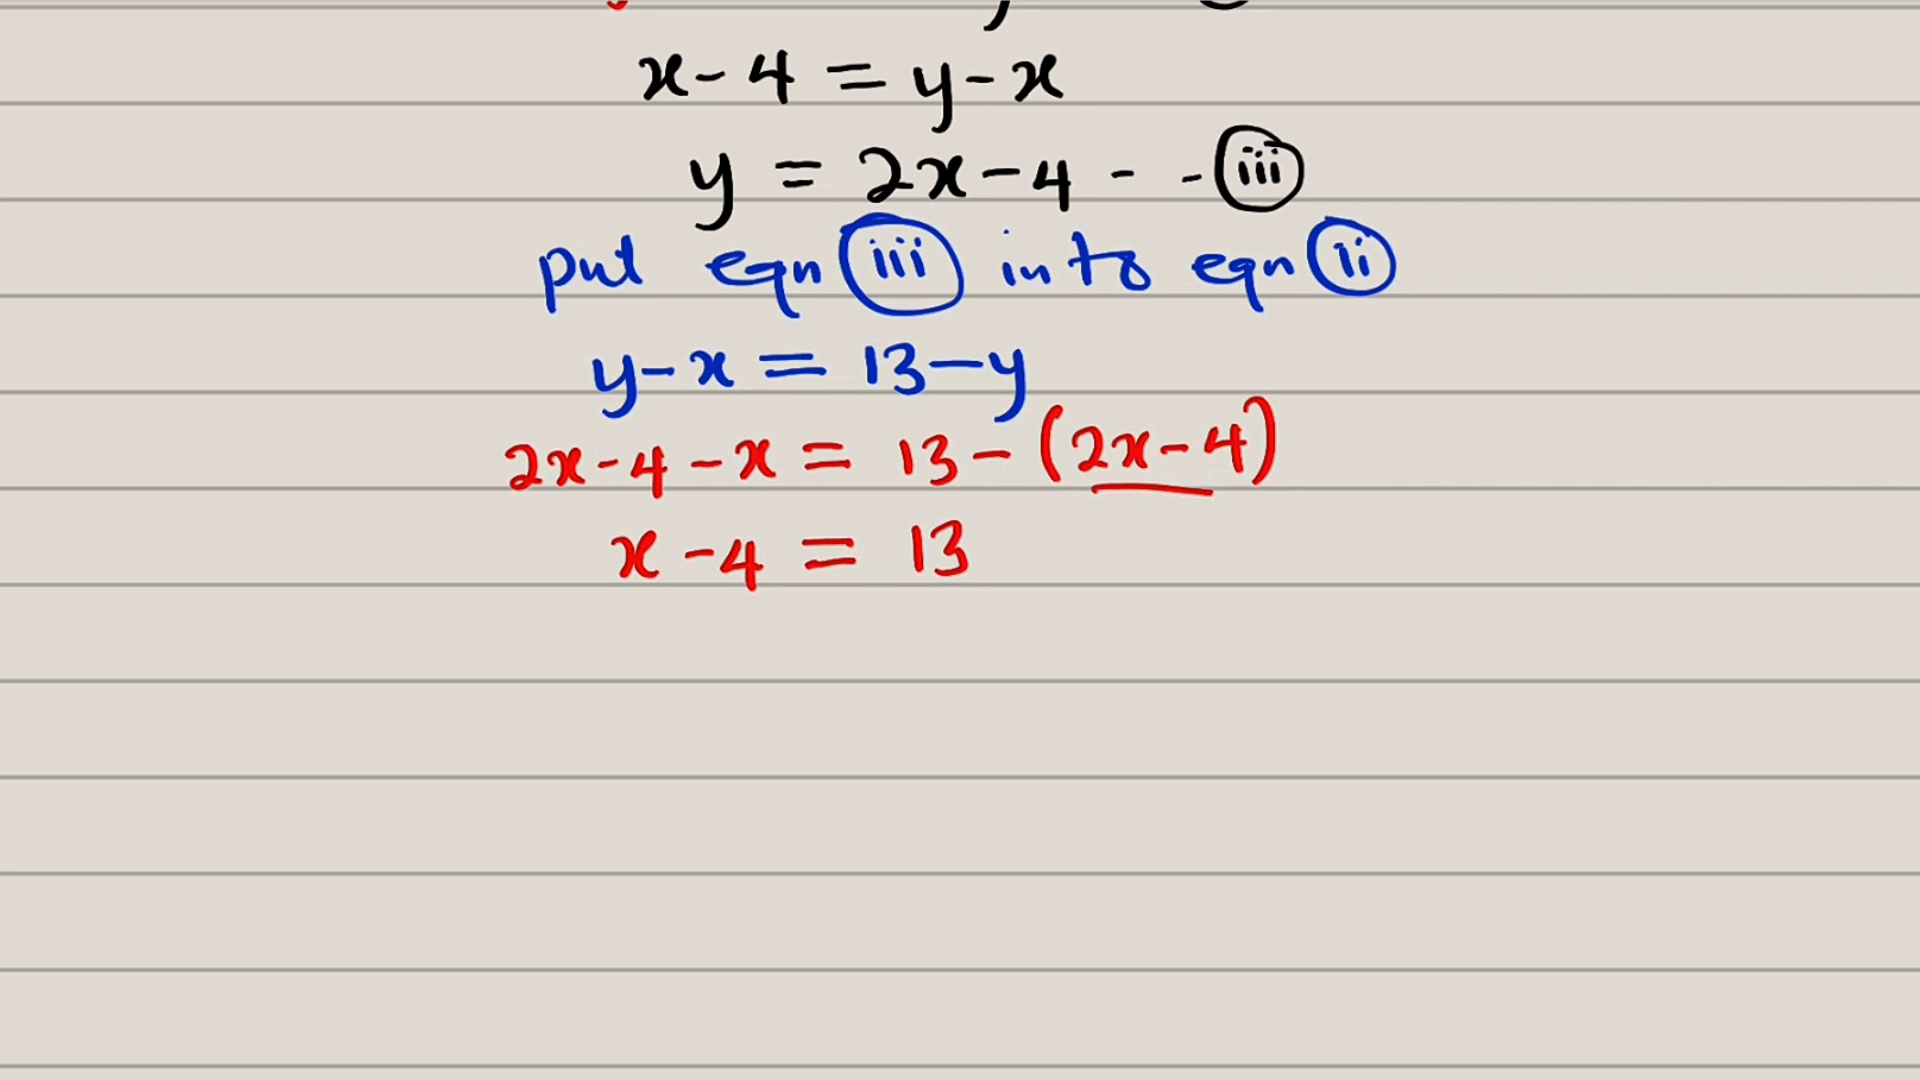 x - 4 = y - x
y = 2x - 4 - - (iii)
put eqn (iii) into eqn (ii)
y - x = 13 - y
2x - 4 - x = 13 - (2x - 4)
x - 4 = 13